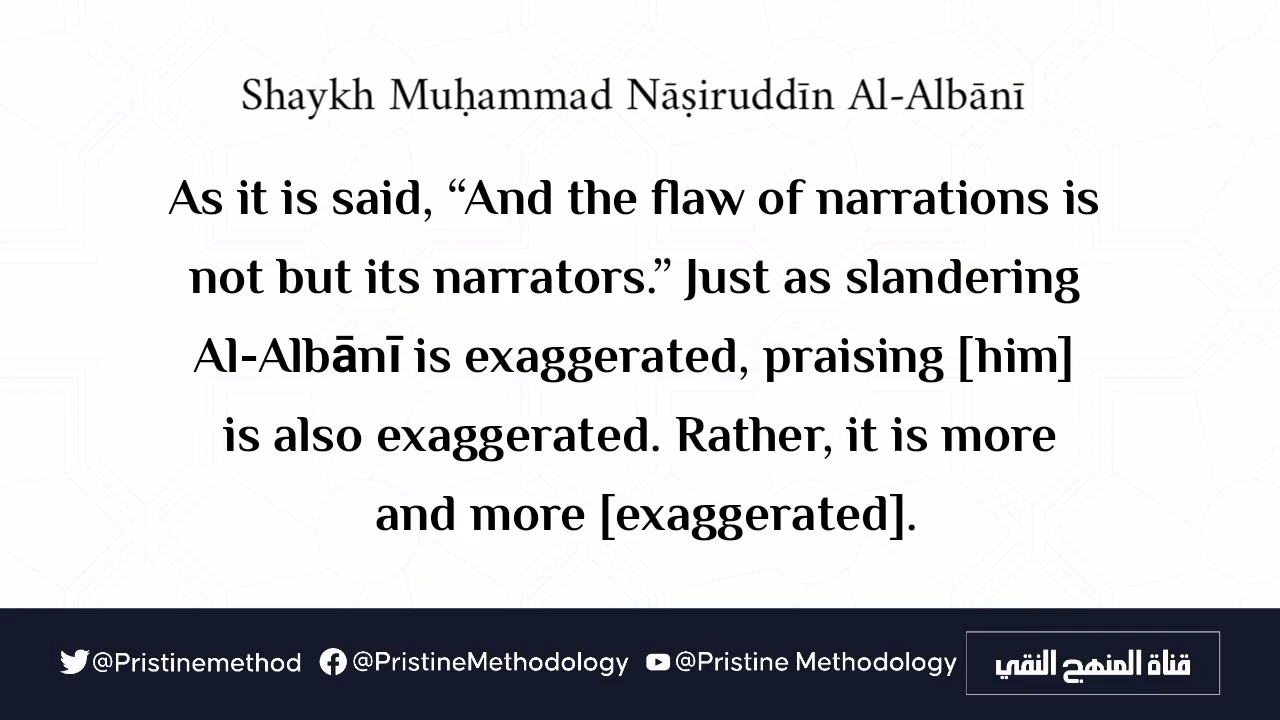 Shaykh Muḥammad Nāṣiruddīn Al-Albānī
As it is said, “And the flaw of narrations is
not but its narrators.” Just as slandering
Al-Albānī is exaggerated, praising [him]
is also exaggerated. Rather, it is more
and more [exaggerated].
@Pristinemethod @PristineMethodology @Pristine Methodology قناة المنهج النقي